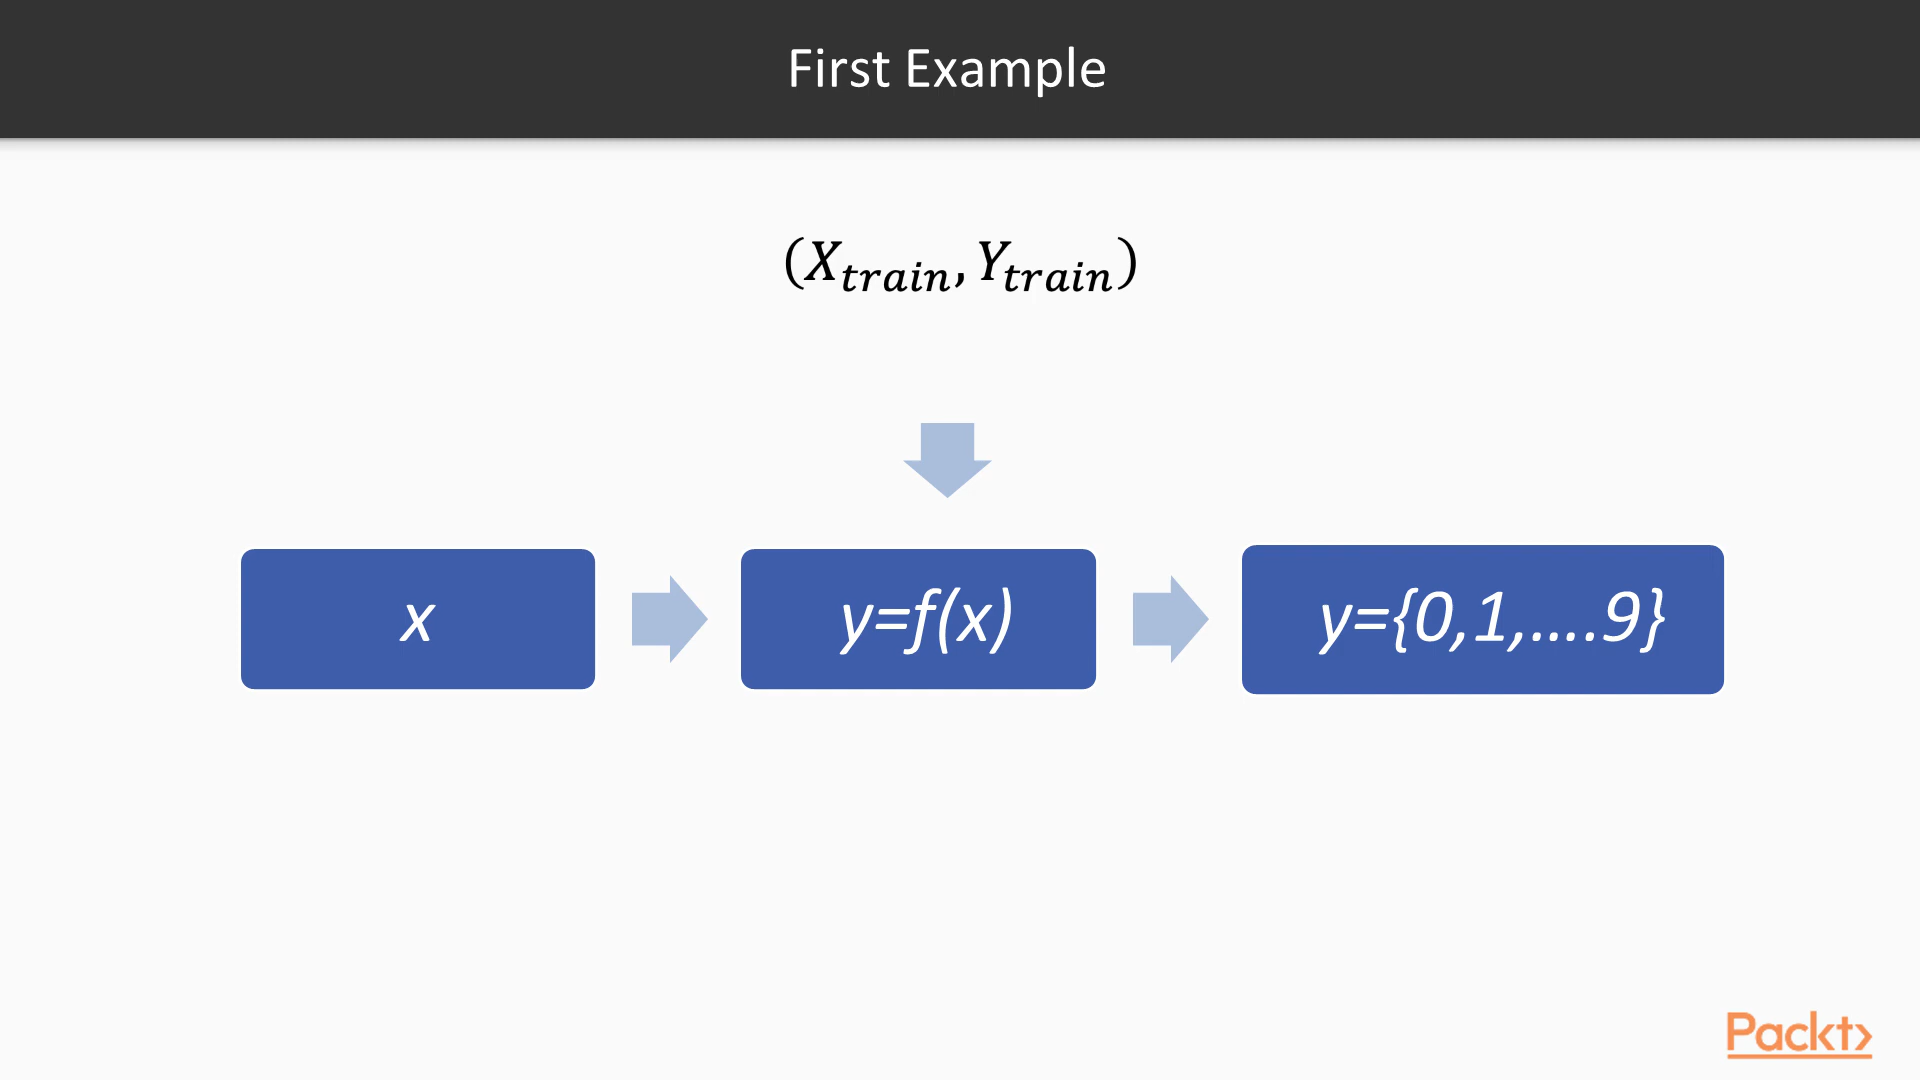 First Example
(X_train, Y_train)
x
y=f(x)
y={0,1,....9}
Packt>